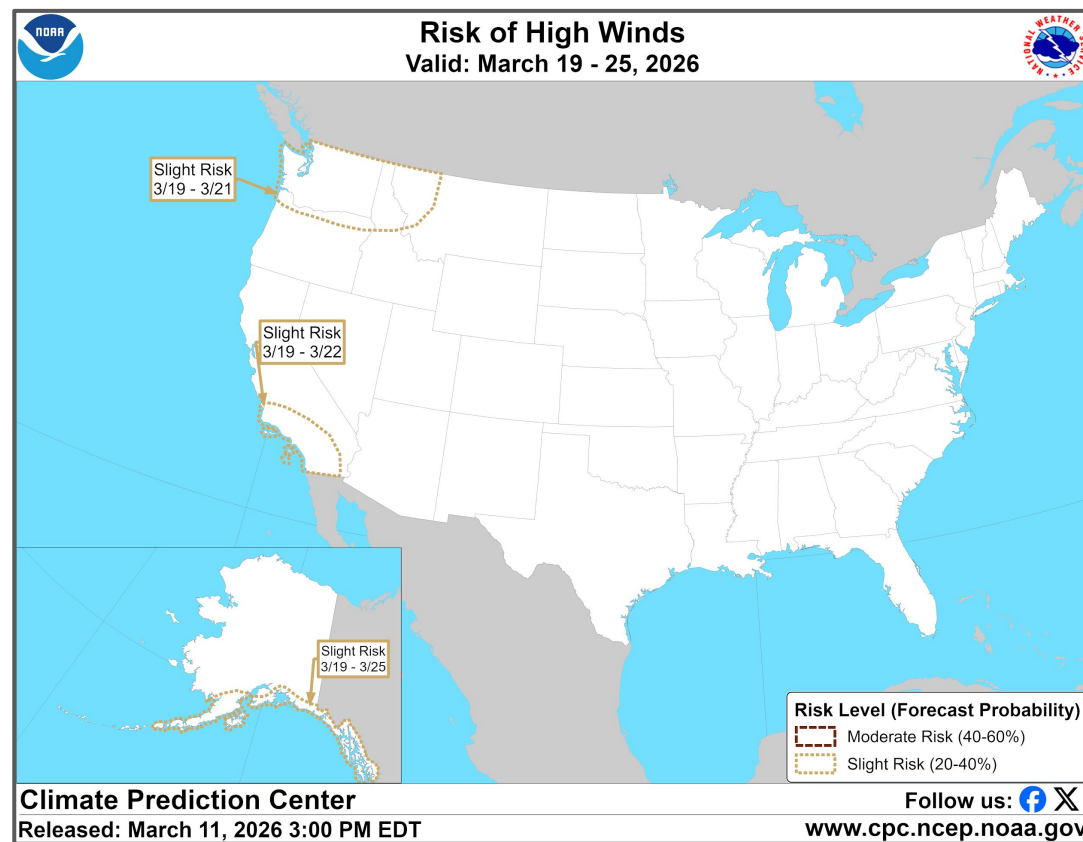 NOAA
Risk of High Winds
Valid: March 19 - 25, 2026
NATIONAL WEATHER SERVICE
Slight Risk
3/19 - 3/21
Slight Risk
3/19 - 3/22
Slight Risk
3/19 - 3/25
Risk Level (Forecast Probability)
Moderate Risk (40-60%)
Slight Risk (20-40%)
Climate Prediction Center
Follow us:
Released: March 11, 2026 3:00 PM EDT
www.cpc.ncep.noaa.gov